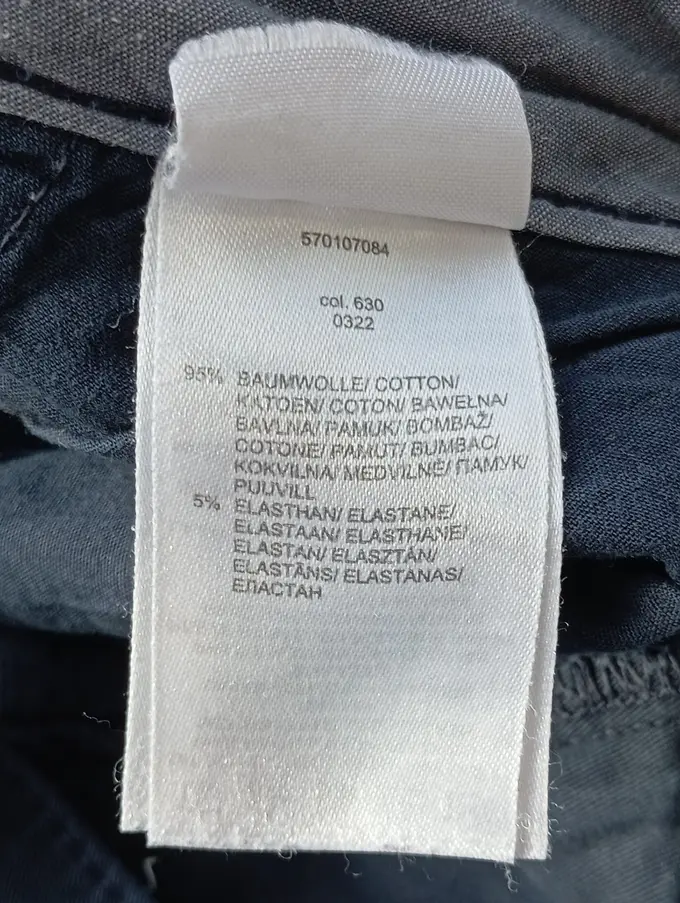 570107084
col. 630
0322
95% BAUMWOLLE/ COTTON/
KATOEN/ COTON/ BAWEŁNA/
BAVLNA/ PAMUK/ BOMBAŽ/
COTONE/ PAMUT/ BUMBAC/
KOKVILNA/ MEDVILNĖ/ ПАМУК/
PUUVILL
5% ELASTHAN/ ELASTANE/
ELASTAAN/ ELASTHANE/
ELASTAN/ ELASZTÁN/
ELASTĀNS/ ELASTANAS/
ЕЛАСТАН